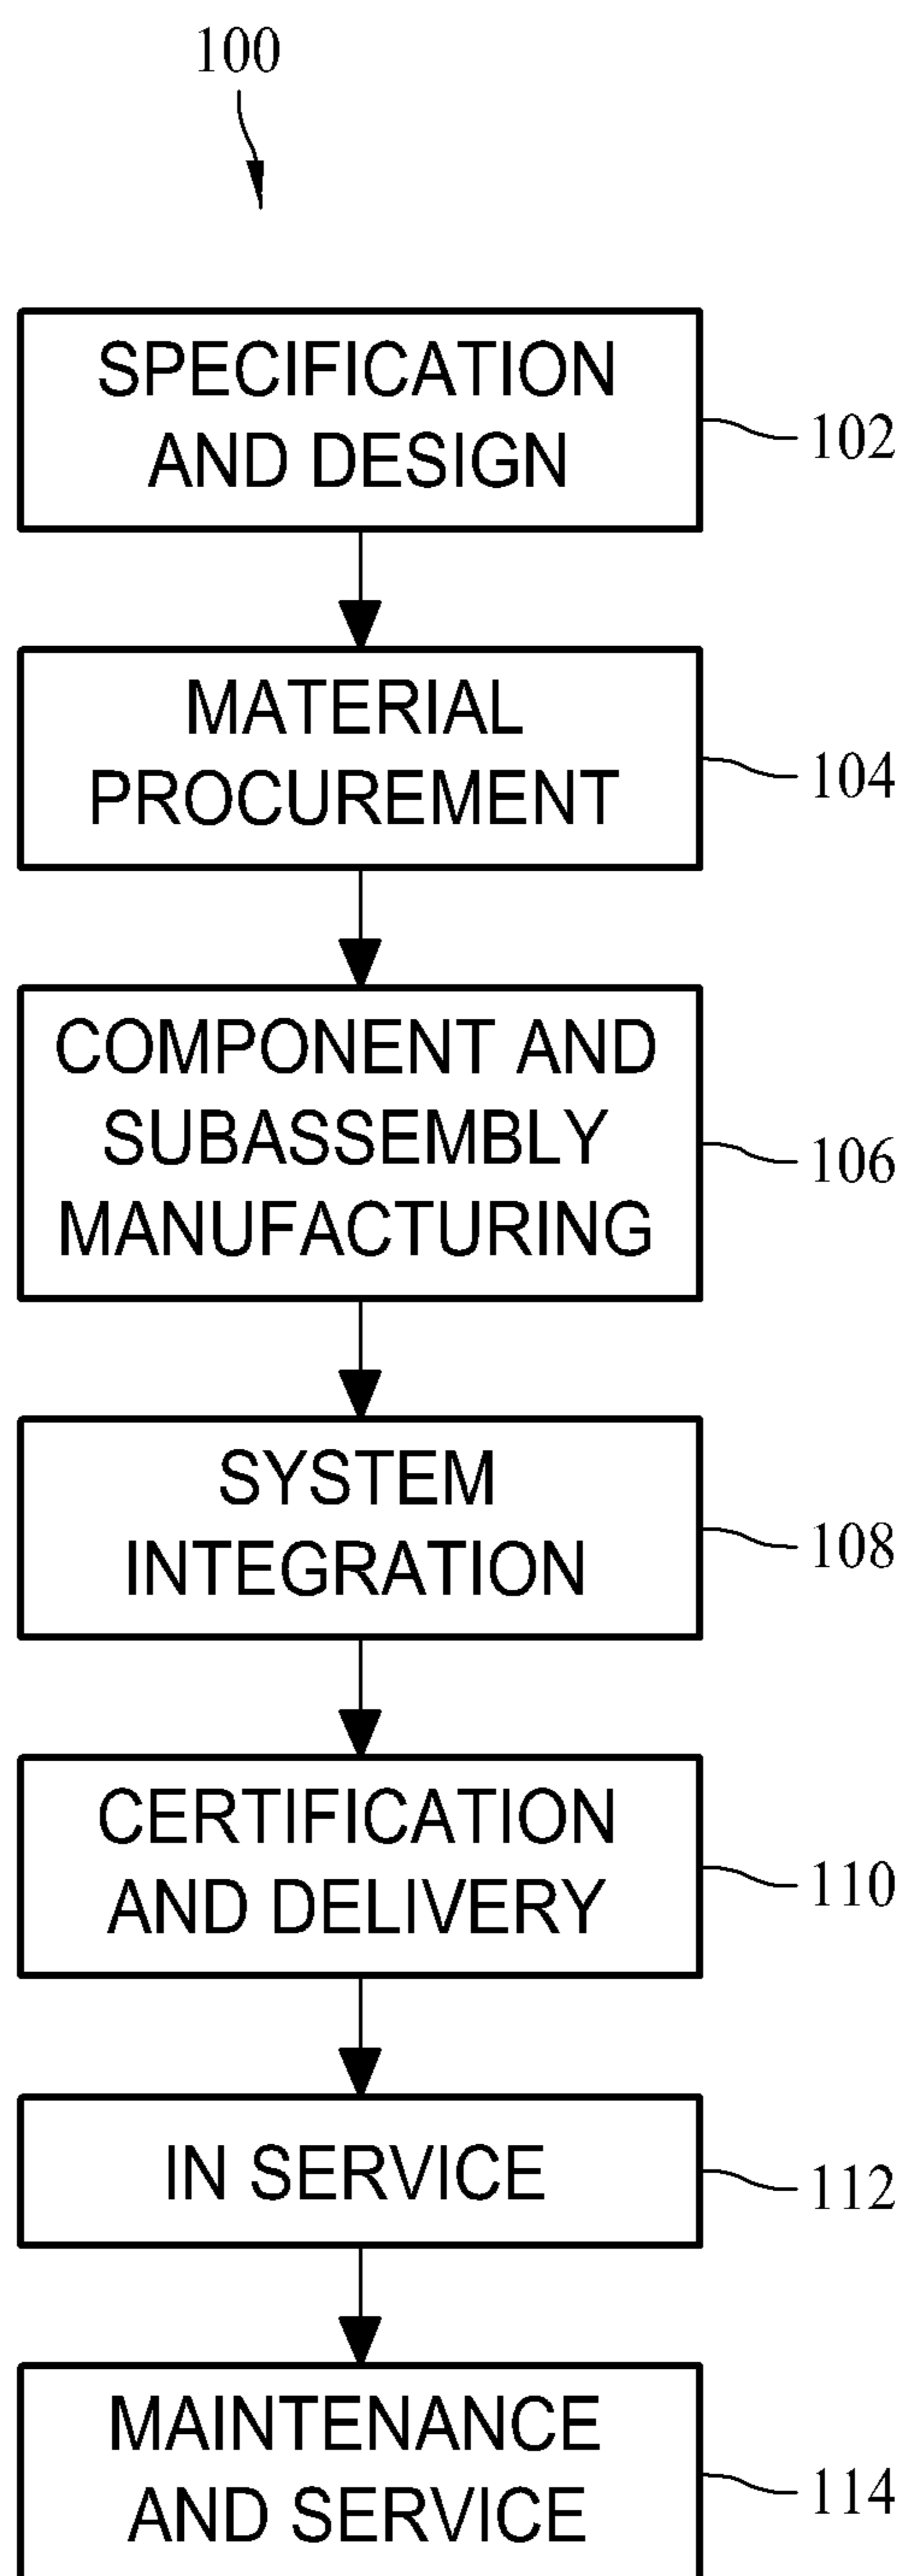 100
SPECIFICATION
AND DESIGN
102
MATERIAL
PROCUREMENT
104
COMPONENT AND
SUBASSEMBLY
MANUFACTURING
106
SYSTEM
INTEGRATION
108
CERTIFICATION
AND DELIVERY
110
IN SERVICE
112
MAINTENANCE
AND SERVICE
114